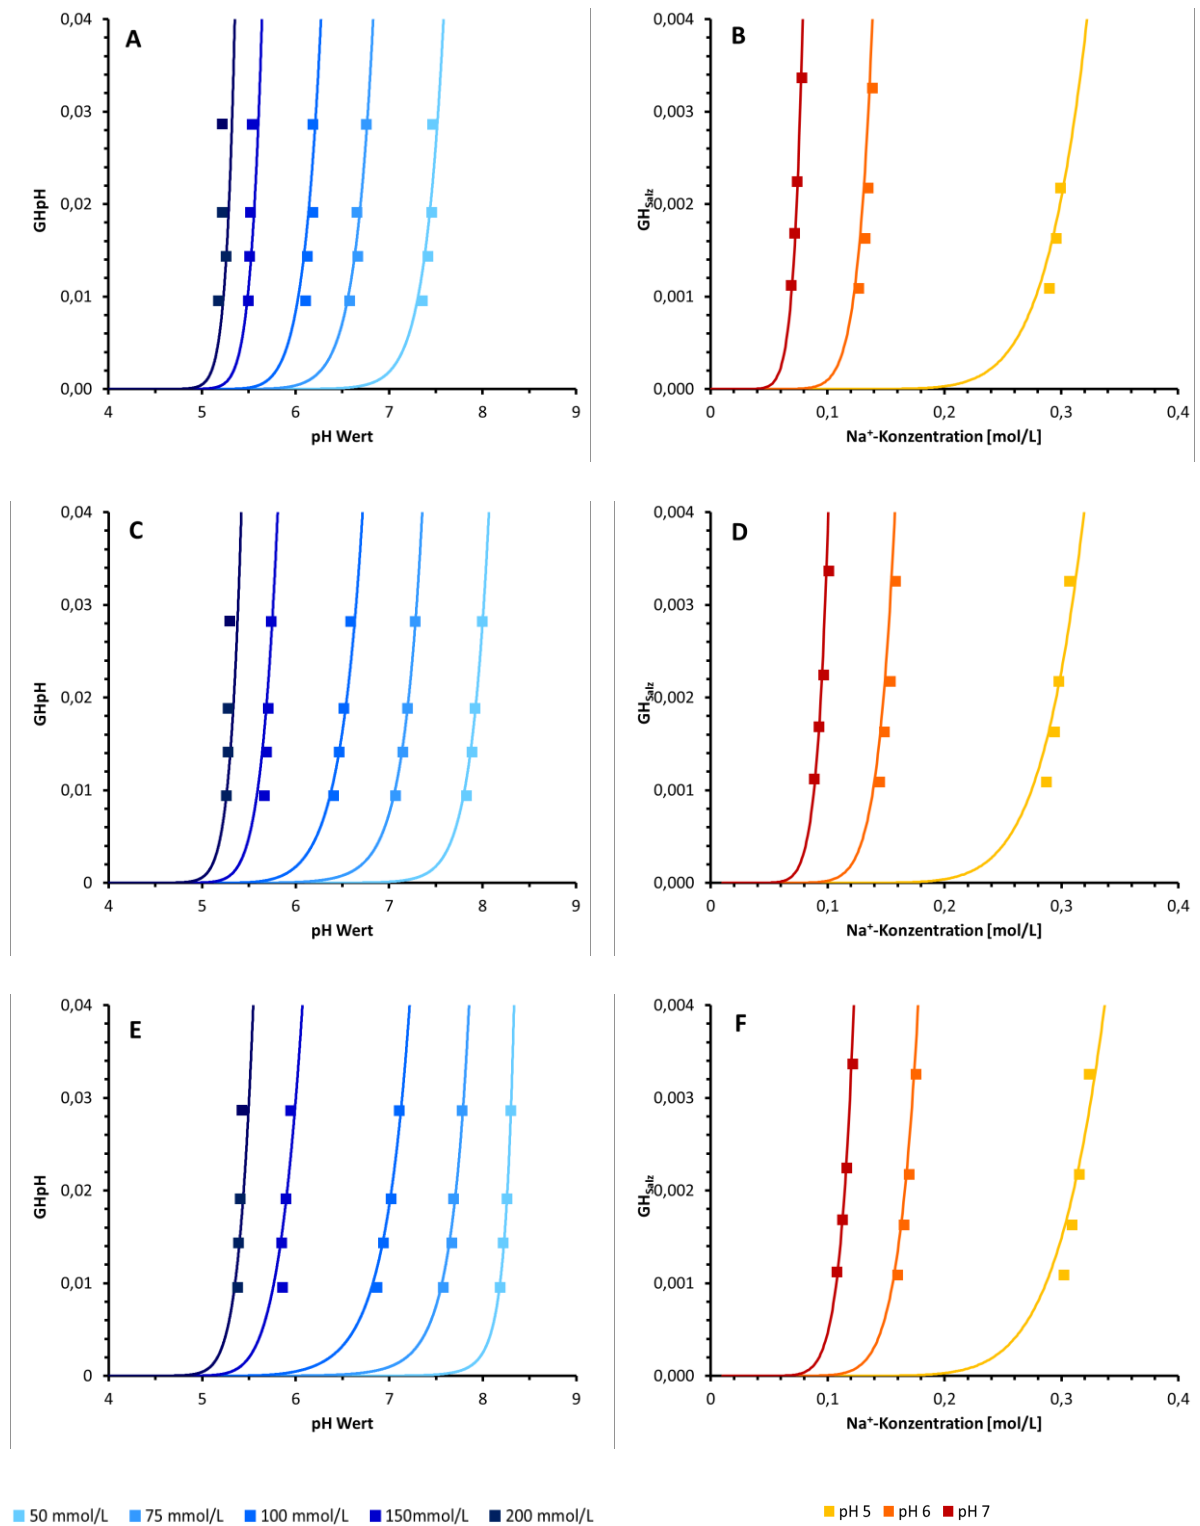 A
0,04
0,03
0,02
0,01
0,00
GHpH
4 5 6 7 8 9
pH Wert
B
0,004
0,003
0,002
0,001
0,000
GHSalz
0 0,1 0,2 0,3 0,4
Na⁺-Konzentration [mol/L]
C
0,04
0,03
0,02
0,01
0
GHpH
4 5 6 7 8 9
pH Wert
D
0,004
0,003
0,002
0,001
0,000
GHSalz
0 0,1 0,2 0,3 0,4
Na⁺-Konzentration [mol/L]
E
0,04
0,03
0,02
0,01
0
GHpH
4 5 6 7 8 9
pH Wert
F
0,004
0,003
0,002
0,001
0,000
GHSalz
0 0,1 0,2 0,3 0,4
Na⁺-Konzentration [mol/L]
50 mmol/L 75 mmol/L 100 mmol/L 150mmol/L 200 mmol/L
pH 5 pH 6 pH 7